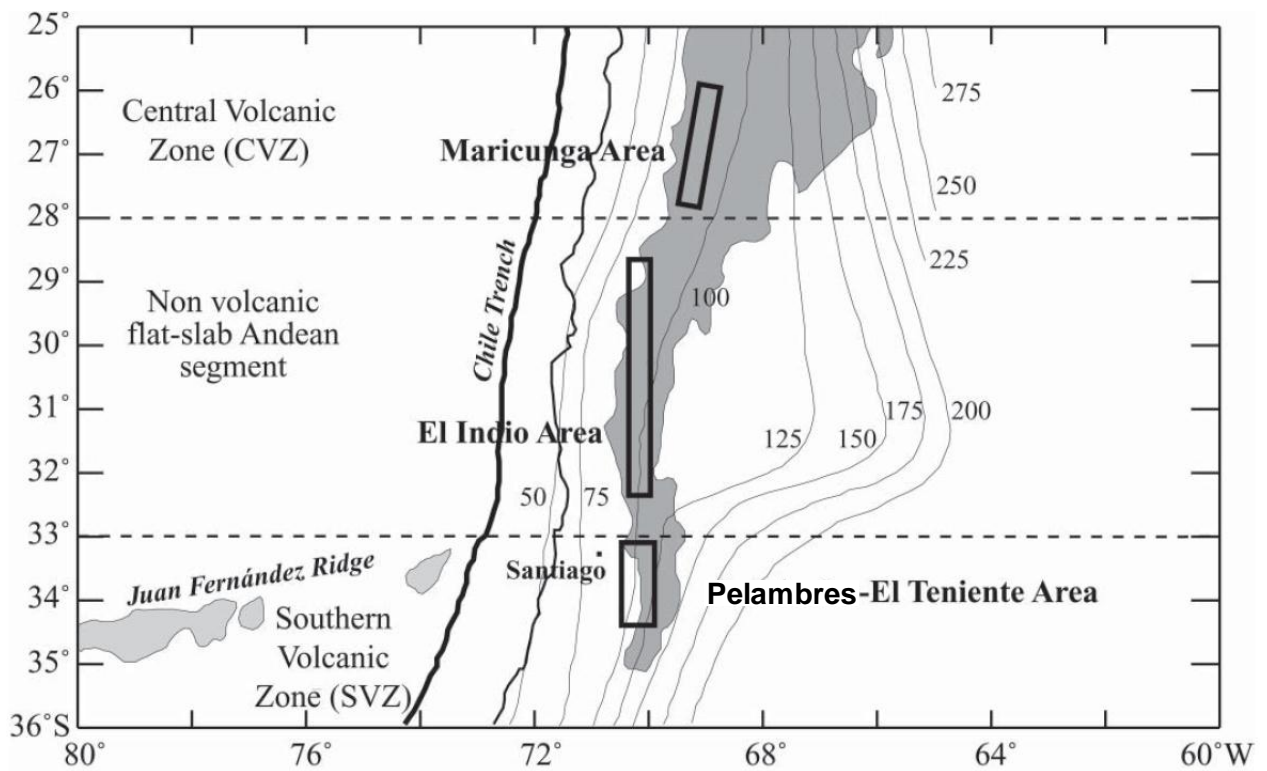 25°
26°
275
Central Volcanic
Zone (CVZ)
Maricunga Area
27°
250
28°
Chile Trench
225
29°
100
Non volcanic
flat-slab Andean
segment
30°
31°
175
200
El Indio Area
125
150
32°
50
75
33°
Santiago
Juan Fernández Ridge
Pelambres-El Teniente Area
34°
Southern
Volcanic
Zone (SVZ)
35°
36°S
80°
76°
72°
68°
64°
60°W